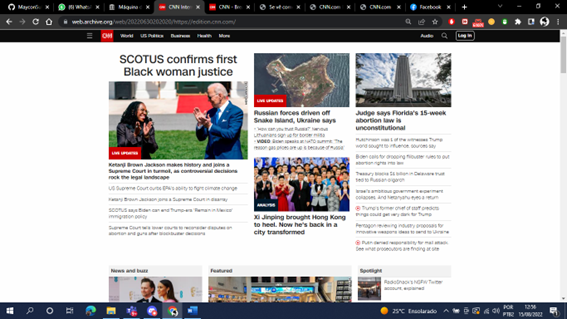 MayconGo
WhatsA
Máquina d
CNN Inter
CNN - Bre
Se vê con
CNN.com
CNN.com
Facebook
web.archive.org/web/20220630202020/https://edition.cnn.com/
CNN World US Politics Business Health More
Audio
Log In
SCOTUS confirms first
Black woman justice
LIVE UPDATES
Ketanji Brown Jackson makes history and joins a
Supreme Court in turmoil, as controversial decisions
rock the legal landscape
US Supreme Court curbs EPA's ability to fight climate change
Ketanji Brown Jackson joins a Supreme Court in disarray
SCOTUS says Biden can end Trump-era 'Remain in Mexico'
immigration policy
Supreme Court tells lower courts to reconsider disputes on
abortion and guns after blockbuster decisions
LIVE UPDATES
Russian forces driven off
Snake Island, Ukraine says
'How can you trust Russia?': Nervous
Lithuanians sign up for border militia
VIDEO: Biden speaks at NATO summit: 'The
reason gas prices are up is because of Russia'
ANALYSIS
Xi Jinping brought Hong Kong
to heel. Now he's back in a
city transformed
Judge says Florida's 15-week
abortion law is
unconstitutional
Hutchinson was 1 of the witnesses Trump
world sought to influence, sources say
Biden calls for dropping filibuster rules to put
abortion rights into law
Treasury blocks $1 billion in Delaware trust
tied to Russian oligarch
Israel's ambitious government experiment
collapses. And Netanyahu eyes a return
Trump's former chief of staff predicts
things could get very dark for Trump
Pentagon reviewing industry proposals for
innovative ideas to send to Ukraine
Putin denied responsibility for mall attack.
See what prosecutors are finding at site
News and buzz
Featured
Spotlight
RadioShack's NSFW Twitter
account, explained
25°C Ensolarado
POR
PTB2
12:56
15/08/2022